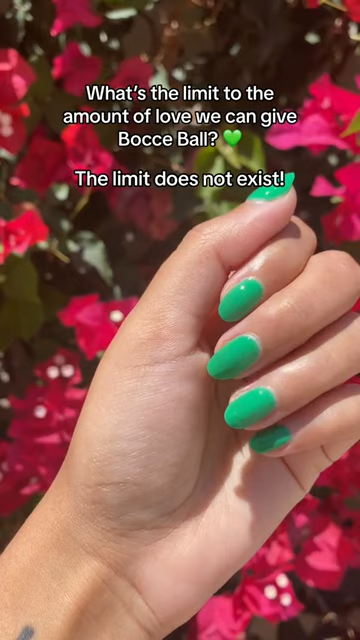 What's the limit to the
amount of love we can give
Bocce Ball? 💚
The limit does not exist!